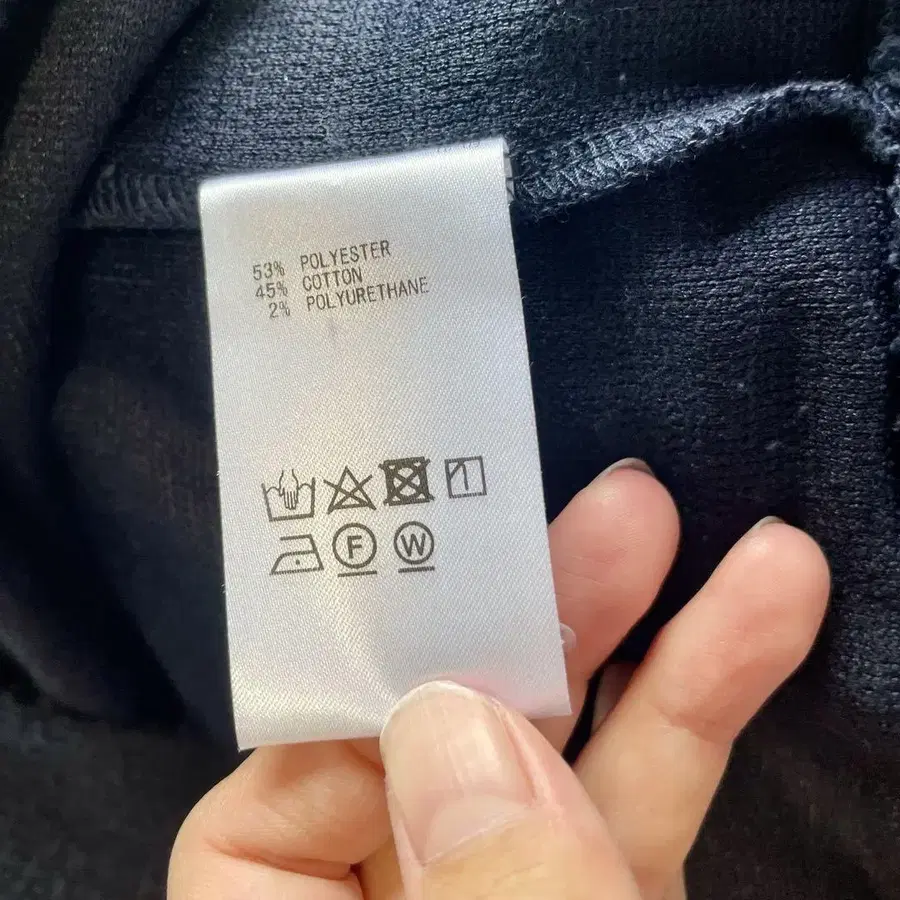 53% POLYESTER
45% COTTON
2% POLYURETHANE
F W